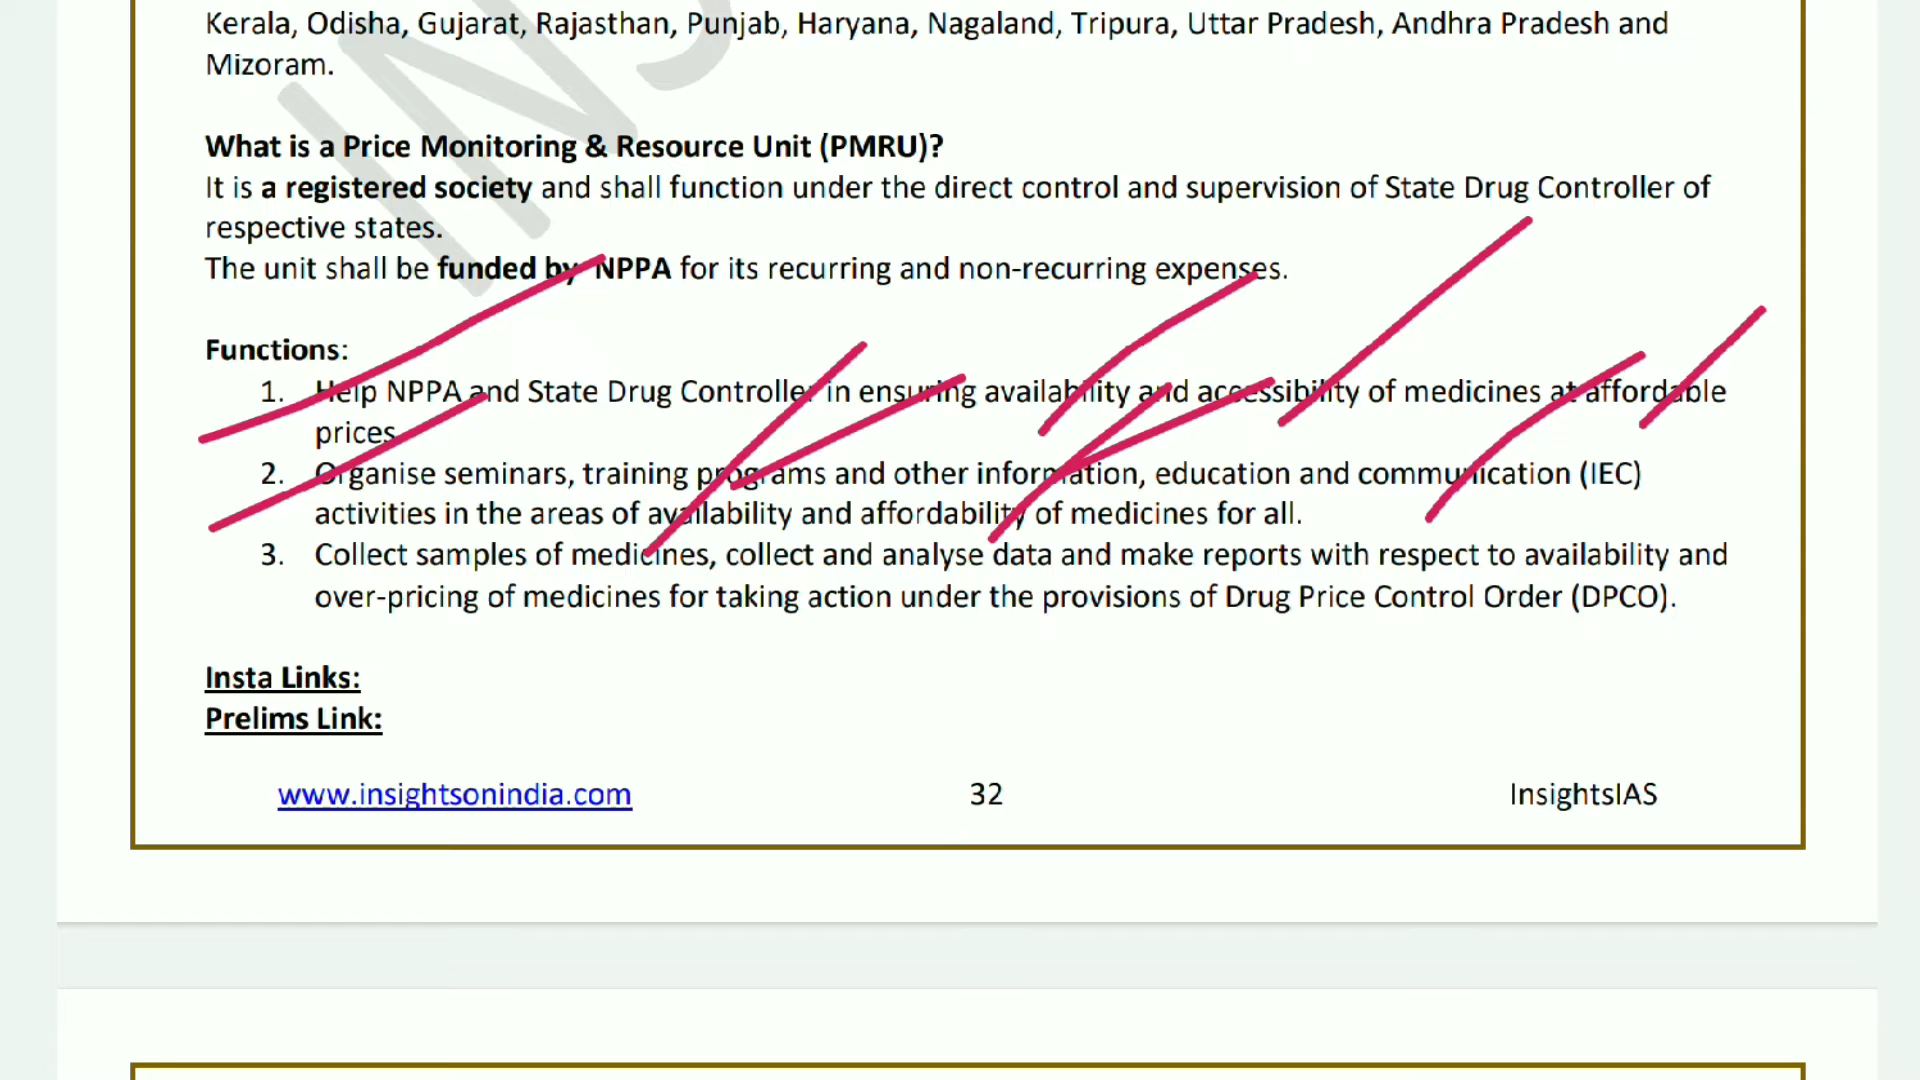 Kerala, Odisha, Gujarat, Rajasthan, Punjab, Haryana, Nagaland, Tripura, Uttar Pradesh, Andhra Pradesh and
Mizoram.
What is a Price Monitoring & Resource Unit (PMRU)?
It is a registered society and shall function under the direct control and supervision of State Drug Controller of
respective states.
The unit shall be funded by NPPA for its recurring and non-recurring expenses.
Functions:
1. Help NPPA and State Drug Controller in ensuring availability and accessibility of medicines at affordable
prices.
2. Organise seminars, training programs and other information, education and communication (IEC)
activities in the areas of availability and affordability of medicines for all.
3. Collect samples of medicines, collect and analyse data and make reports with respect to availability and
over-pricing of medicines for taking action under the provisions of Drug Price Control Order (DPCO).
Insta Links:
Prelims Link:
www.insightsonindia.com 32 InsightsIAS